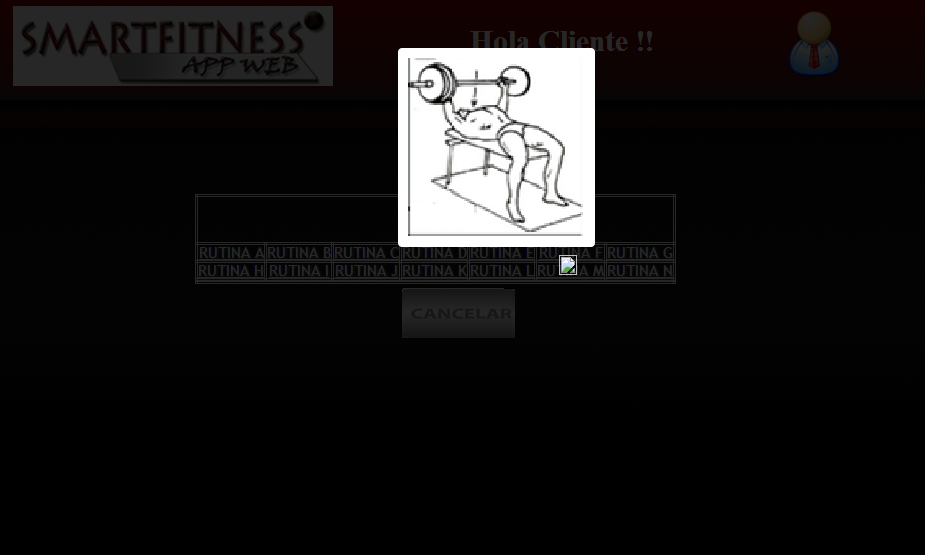 SMARTFITNESS
APP WEB
Hola Cliente !!
RUTINA A RUTINA B RUTINA C RUTINA D RUTINA E RUTINA F RUTINA G
RUTINA H RUTINA I RUTINA J RUTINA K RUTINA L RUTINA M RUTINA N
CANCELAR